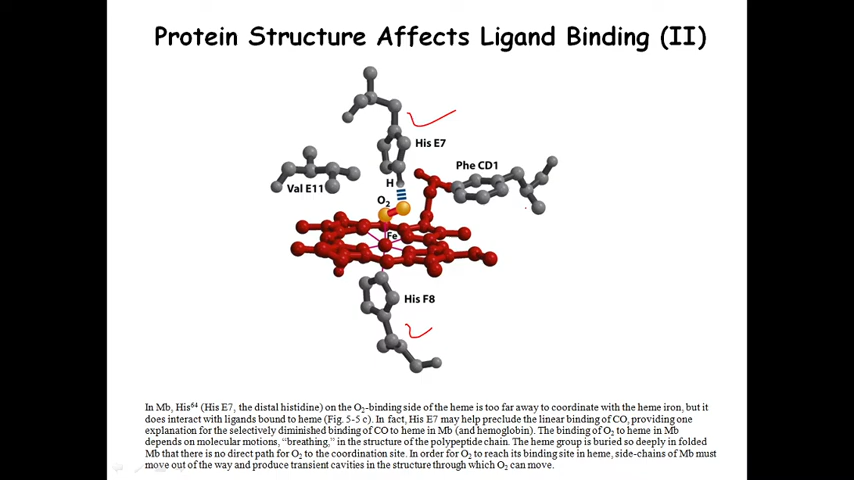 Protein Structure Affects Ligand Binding (II)
His E7
Phe CD1
Val E11
H
O₂
Fe
His F8
In Mb, His⁶⁴ (His E7, the distal histidine) on the O₂-binding side of the heme is too far away to coordinate with the heme iron, but it
does interact with ligands bound to heme (Fig. 5-5 c). In fact, His E7 may help preclude the linear binding of CO, providing one
explanation for the selectively diminished binding of CO to heme in Mb (and hemoglobin). The binding of O₂ to heme in Mb
depends on molecular motions, “breathing,” in the structure of the polypeptide chain. The heme group is buried so deeply in folded
Mb that there is no direct path for O₂ to the coordination site. In order for O₂ to reach its binding site in heme, side-chains of Mb must
move out of the way and produce transient cavities in the structure through which O₂ can move.